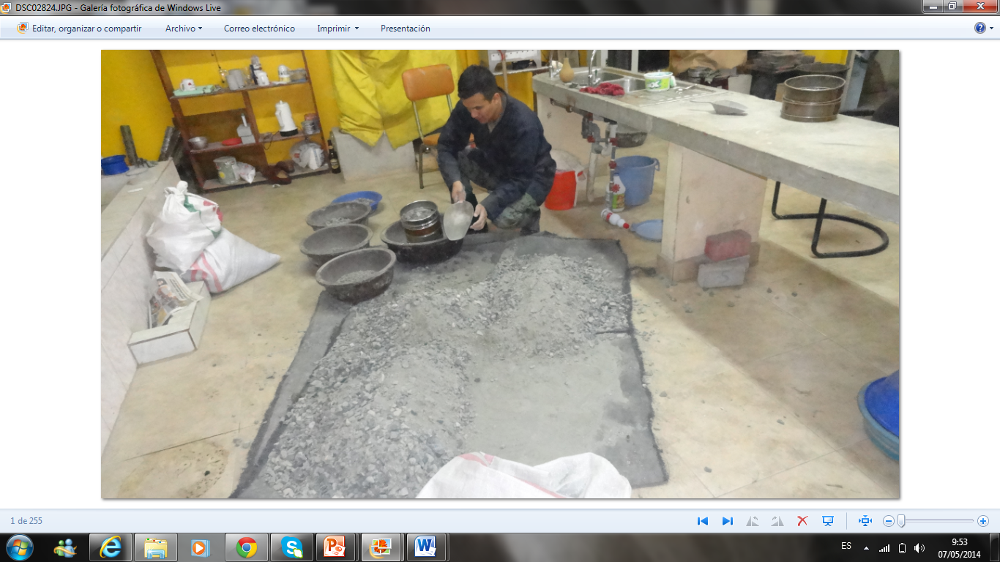 DSC02824.JPG - Galería fotográfica de Windows Live
Editar, organizar o compartir Archivo Correo electrónico Imprimir Presentación
1 de 255
ES 9:53
07/05/2014